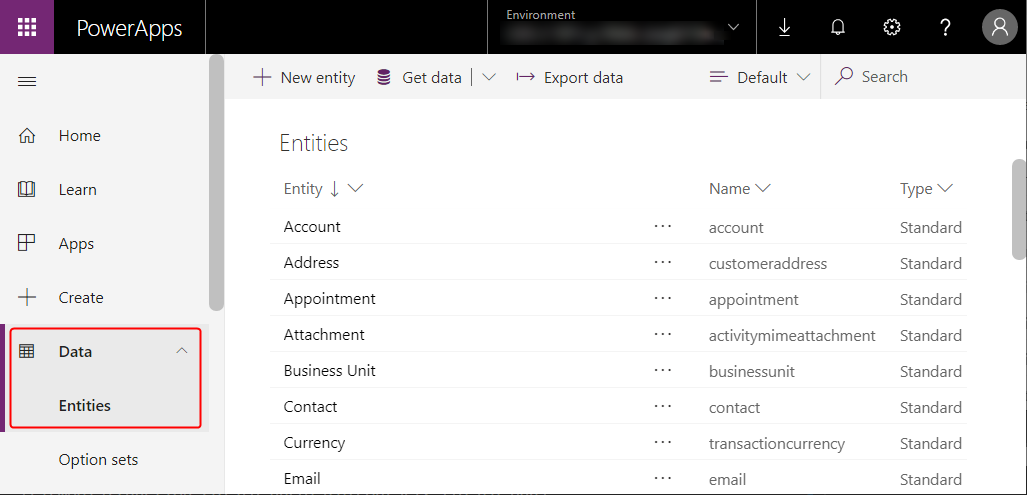 PowerApps
Environment
New entity Get data Export data Default Search
Home
Learn
Apps
Create
Data
Entities
Option sets
Entities
Entity Name Type
Account ··· account Standard
Address ··· customeraddress Standard
Appointment ··· appointment Standard
Attachment ··· activitymimeattachment Standard
Business Unit ··· businessunit Standard
Contact ··· contact Standard
Currency ··· transactioncurrency Standard
Email ··· email Standard